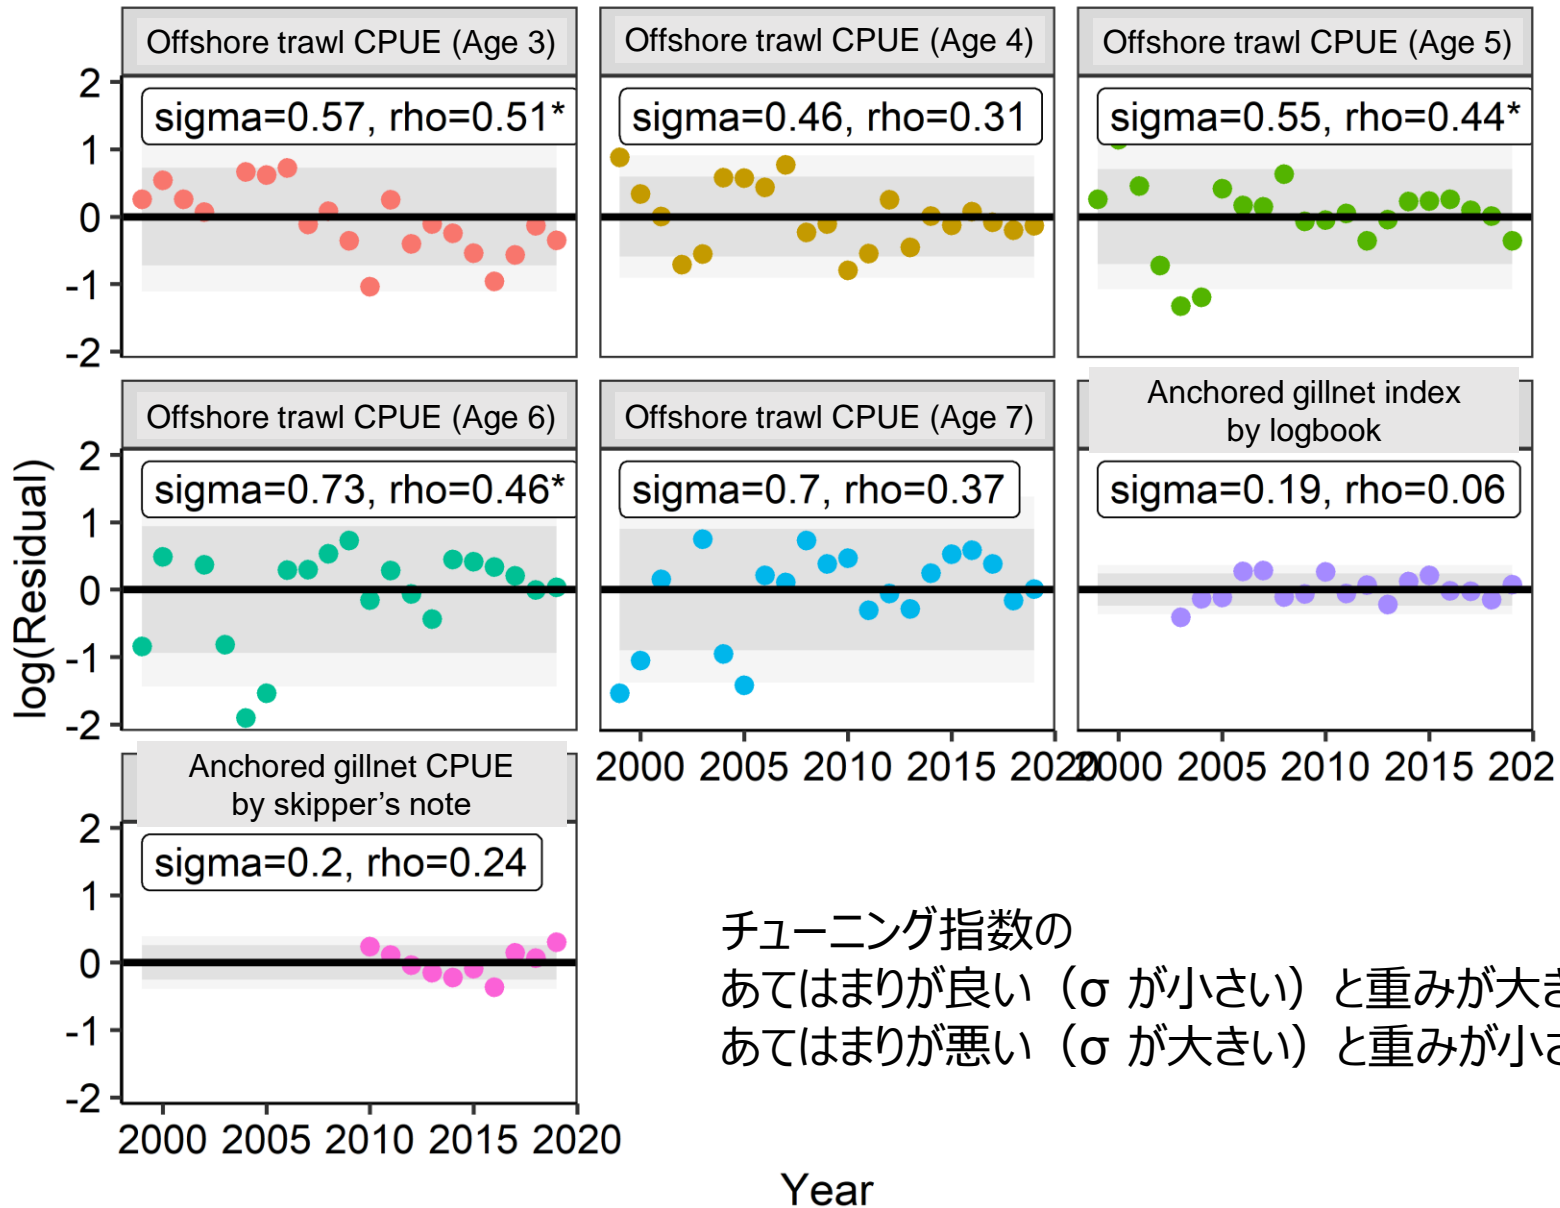 Offshore trawl CPUE (Age 3)
Offshore trawl CPUE (Age 4)
Offshore trawl CPUE (Age 5)
sigma=0.57, rho=0.51*
sigma=0.46, rho=0.31
sigma=0.55, rho=0.44*
2
1
0
-1
-2
Offshore trawl CPUE (Age 6)
Offshore trawl CPUE (Age 7)
Anchored gillnet index
by logbook
sigma=0.73, rho=0.46*
sigma=0.7, rho=0.37
sigma=0.19, rho=0.06
2
1
0
-1
-2
log(Residual)
2000 2005 2010 2015 2020
2000 2005 2010 2015 202
Anchored gillnet CPUE
by skipper’s note
sigma=0.2, rho=0.24
2
1
0
-1
-2
2000 2005 2010 2015 2020
Year
チューニング指数の
あてはまりが良い（σ が小さい）と重みが大き
あてはまりが悪い（σ が大きい）と重みが小さ